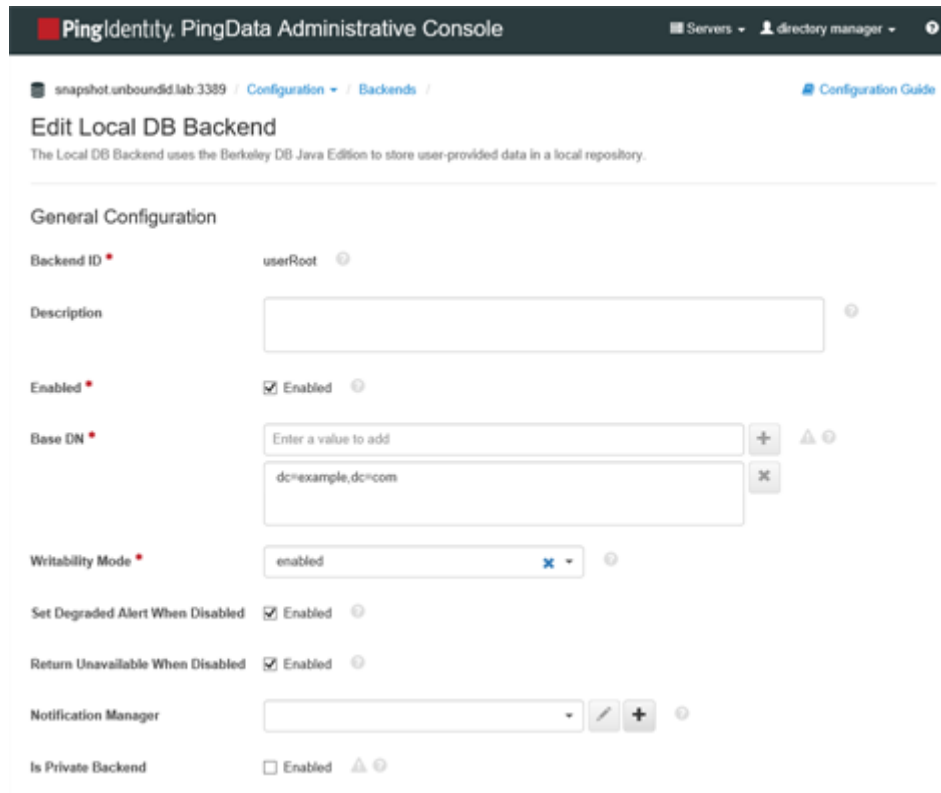 PingIdentity. PingData Administrative Console Servers directory manager
snapshot.unboundid.lab:3389 / Configuration / Backends / Configuration Guide
Edit Local DB Backend
The Local DB Backend uses the Berkeley DB Java Edition to store user-provided data in a local repository.
General Configuration
Backend ID * userRoot
Description
Enabled * Enabled
Base DN * Enter a value to add
dc=example,dc=com
Writability Mode * enabled
Set Degraded Alert When Disabled Enabled
Return Unavailable When Disabled Enabled
Notification Manager
Is Private Backend Enabled